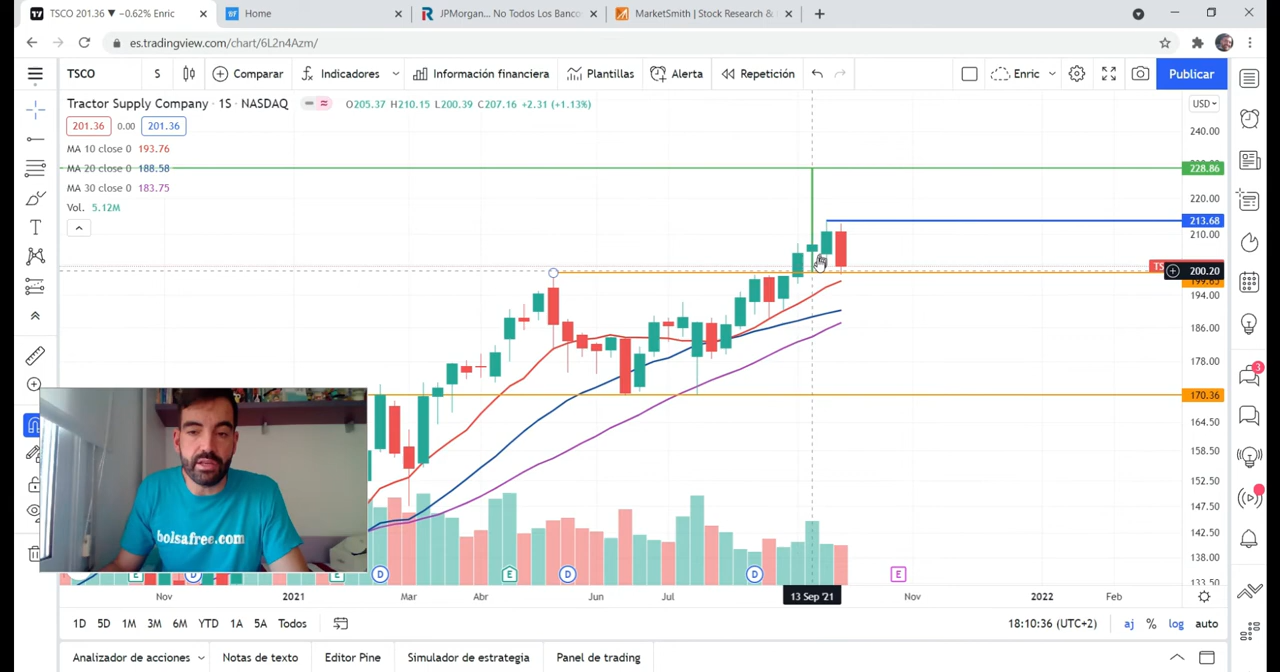 TSCO 201.36 ▼ −0.62% Enric
Home
JPMorgan... No Todos Los Banco
MarketSmith | Stock Research &
es.tradingview.com/chart/6L2n4Azm/
TSCO S Comparar Indicadores Información financiera Plantillas Alerta Repetición Enric Publicar
Tractor Supply Company · 1S · NASDAQ O205.37 H210.15 L200.39 C207.16 +2.31 (+1.13%)
USD
201.36 0.00 201.36
MA 10 close 0 193.76
MA 20 close 0 188.58
MA 30 close 0 183.75
Vol. 5.12M
240.00
228.86
220.00
213.68
210.00
200.20
199.65
194.00
186.00
178.00
170.36
164.50
158.50
152.50
147.50
142.50
138.00
133.50
3
bolsafree.com
E D E D E D D E
Nov 2021 Mar Abr Jun Jul 13 Sep '21 Nov 2022 Feb
1D 5D 1M 3M 6M YTD 1A 5A Todos 18:10:36 (UTC+2) aj % log auto
Analizador de acciones Notas de texto Editor Pine Simulador de estrategia Panel de trading